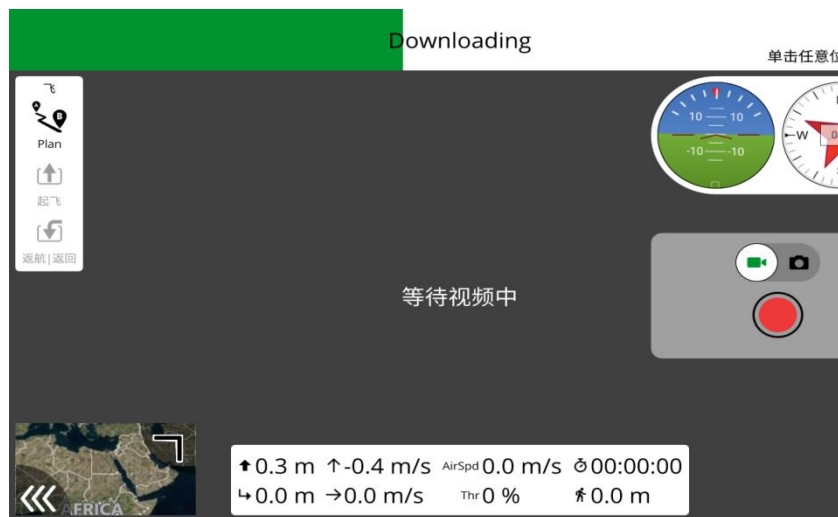 Downloading
单击任意位
飞
Plan
起飞
返航|返回
10 10
-10 -10
W 0
等待视频中
0.3 m -0.4 m/s AirSpd 0.0 m/s 00:00:00
0.0 m 0.0 m/s Thr 0 % 0.0 m
AFRICA